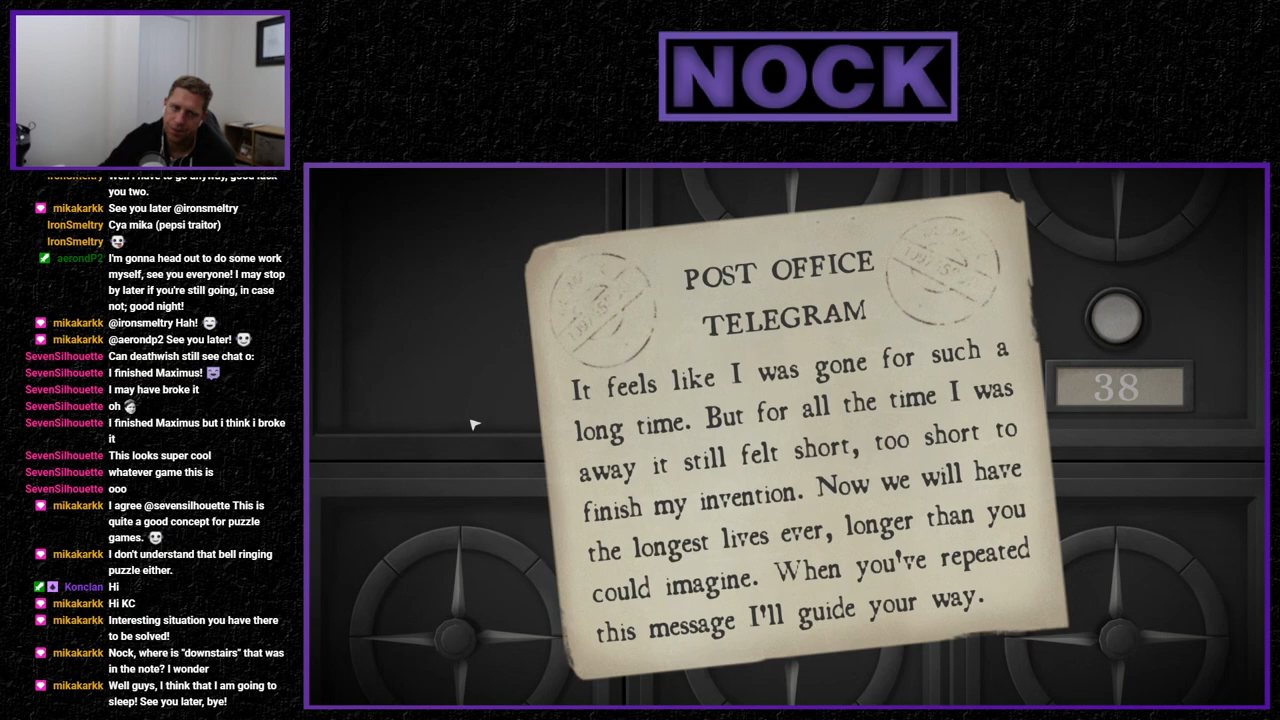 NOCK
IronSmeltry Well I have to go anyway, good luck
you two.
mikakarkk See you later @ironsmeltry
IronSmeltry Cya mika (pepsi traitor)
IronSmeltry
aerondP2 I'm gonna head out to do some work
myself, see you everyone! I may stop
by later if you're still going, in case
not; good night!
mikakarkk @ironsmeltry Hah!
mikakarkk @aerondp2 See you later!
SevenSilhouette Can deathwish still see chat o:
SevenSilhouette I finished Maximus!
SevenSilhouette I may have broke it
SevenSilhouette oh
SevenSilhouette I finished Maximus but i think i broke
it
SevenSilhouette This looks super cool
SevenSilhouette whatever game this is
SevenSilhouette ooo
mikakarkk I agree @sevensilhouette This is
quite a good concept for puzzle
games.
mikakarkk I don't understand that bell ringing
puzzle either.
Konclan Hi
mikakarkk Hi KC
mikakarkk Interesting situation you have there
to be solved!
mikakarkk Nock, where is "downstairs" that was
in the note? I wonder
mikakarkk Well guys, I think that I am going to
sleep! See you later, bye!
POST OFFICE
TELEGRAM
It feels like I was gone for such a
long time. But for all the time I was
away it still felt short, too short to
finish my invention. Now we will have
the longest lives ever, longer than you
could imagine. When you've repeated
this message I'll guide your way.
38